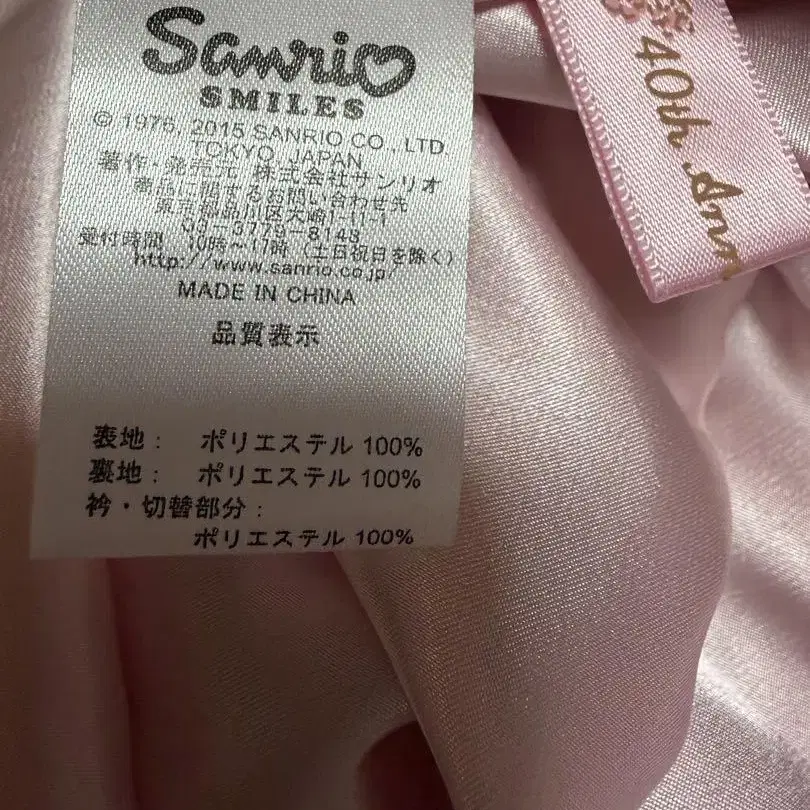 Sanrio
SMILES
© 1976, 2015 SANRIO CO., LTD.
TOKYO, JAPAN
著作・発売元 株式会社サンリオ
商品に関するお問い合わせ先
東京都品川区大崎1-11-1
03-3779-8148
受付時間 10時〜17時 (土日祝日を除く)
http://www.sanrio.co.jp/
MADE IN CHINA
品質表示
表地： ポリエステル 100%
裏地： ポリエステル 100%
衿・切替部分：
ポリエステル 100%
40th Ann